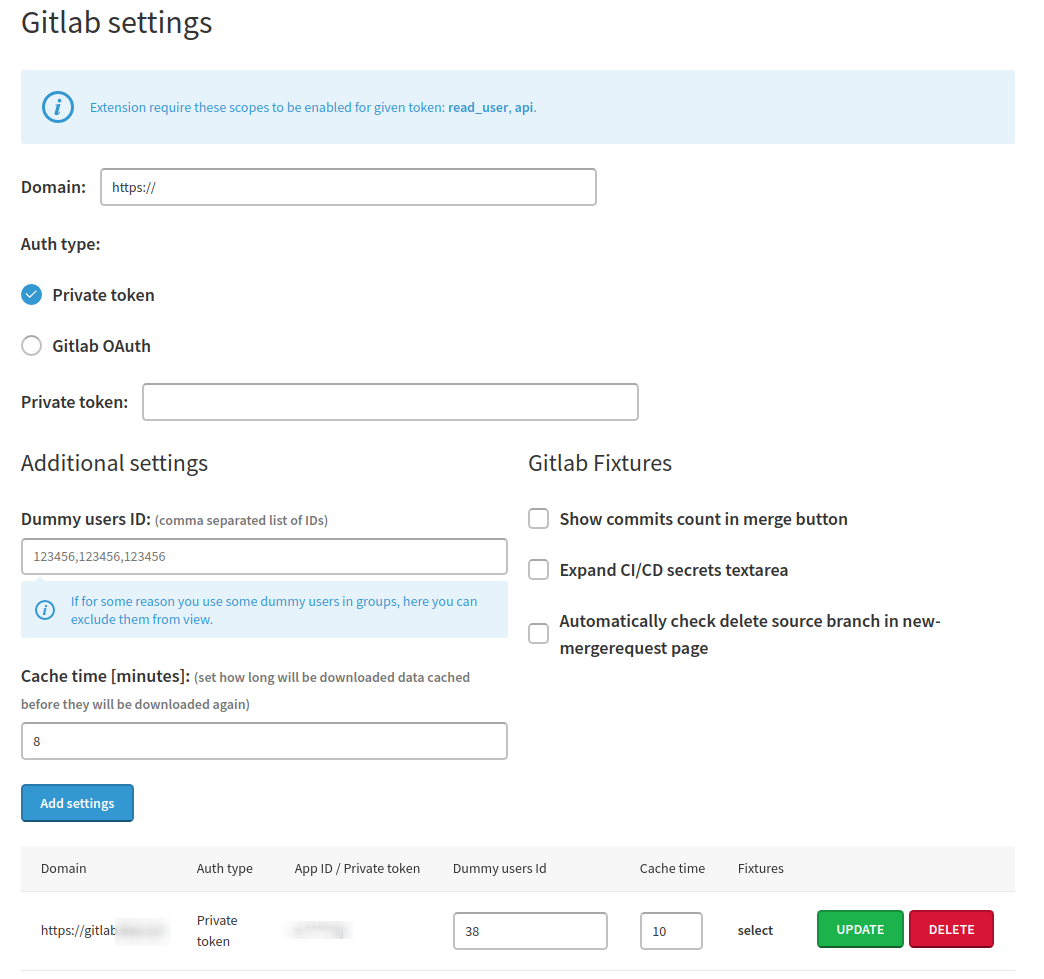 Gitlab settings
Extension require these scopes to be enabled for given token: read_user, api.
Domain: https://
Auth type:
Private token
Gitlab OAuth
Private token:
Additional settings
Dummy users ID: (comma separated list of IDs)
123456,123456,123456
If for some reason you use some dummy users in groups, here you can
exclude them from view.
Cache time [minutes]: (set how long will be downloaded data cached
before they will be downloaded again)
8
Add settings
Gitlab Fixtures
Show commits count in merge button
Expand CI/CD secrets textarea
Automatically check delete source branch in new-
mergerequest page
Domain Auth type App ID / Private token Dummy users Id Cache time Fixtures
https://gitlab Private token 38 10 select UPDATE DELETE